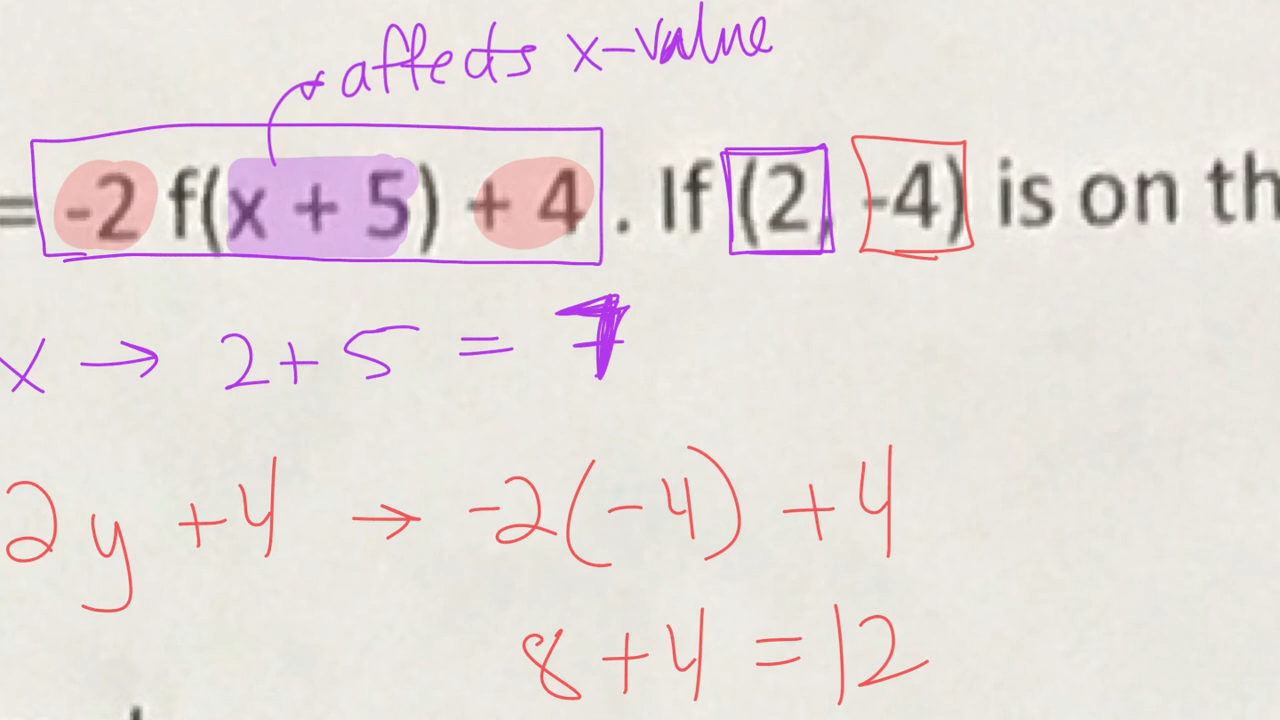 affects x-value
= -2 f(x + 5) + 4 . If (2, -4) is on th
x → 2+5 = 7
2y +4 → -2(-4) +4
8+4 = 12